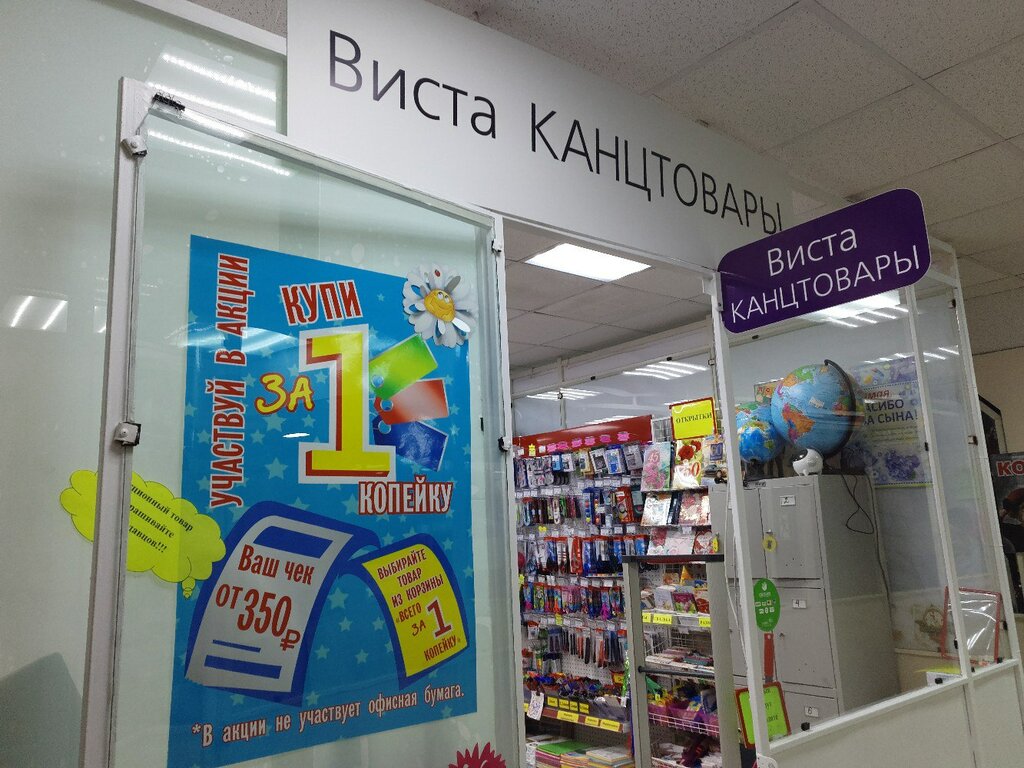 Виста КАНЦТОВАРЫ
Виста
КАНЦТОВАРЫ
УЧАСТВУЙ В АКЦИИ
КУПИ
ЗА 1
КОПЕЙКУ
Ваш чек
от 350₽
ВЫБИРАЙТЕ
ТОВАР
ИЗ КОРЗИНЫ
«ВСЕГО
ЗА 1
КОПЕЙКУ»
*В акции не участвует офисная бумага.
ОТКРЫТКИ
СЫНА!